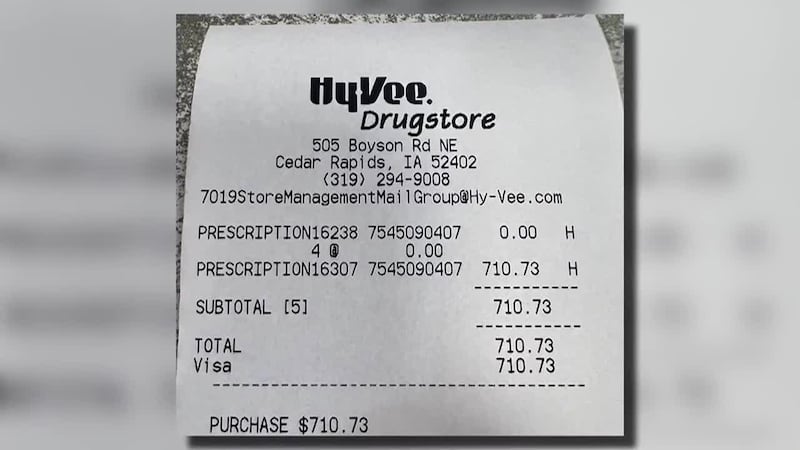 HyVee.
Drugstore
505 Boyson Rd NE
Cedar Rapids, IA 52402
(319) 294-9008
7019StoreManagementMailGroup@Hy-Vee.com
PRESCRIPTION16238 7545090407 0.00 H
4 @ 0.00
PRESCRIPTION16307 7545090407 710.73 H
SUBTOTAL [5] 710.73
TOTAL 710.73
Visa 710.73
PURCHASE $710.73